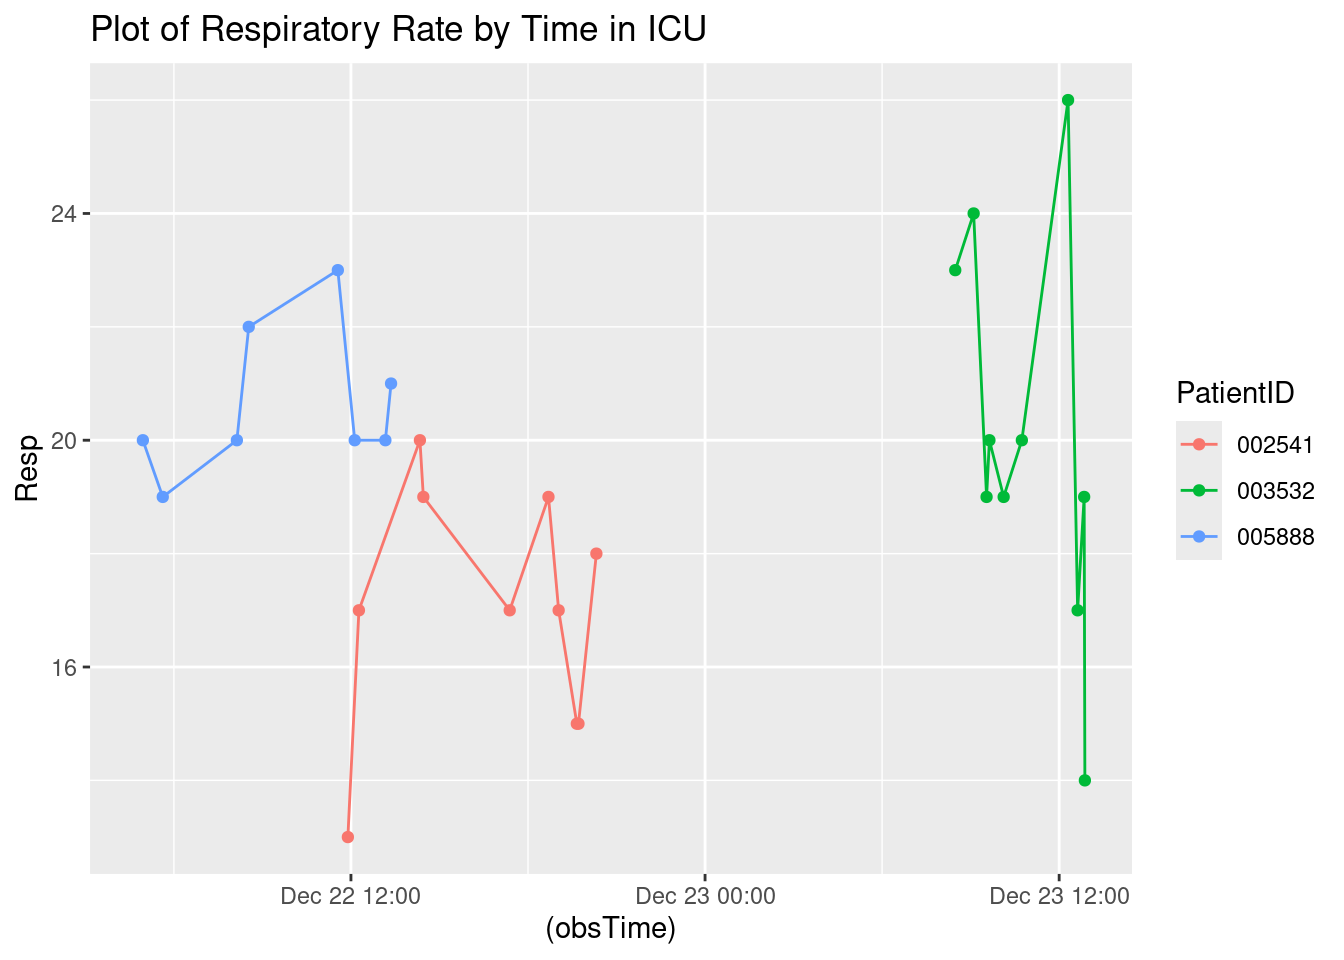 Plot of Respiratory Rate by Time in ICU
Resp
24
20
16
Dec 22 12:00
Dec 23 00:00
Dec 23 12:00
(obsTime)
PatientID
002541
003532
005888